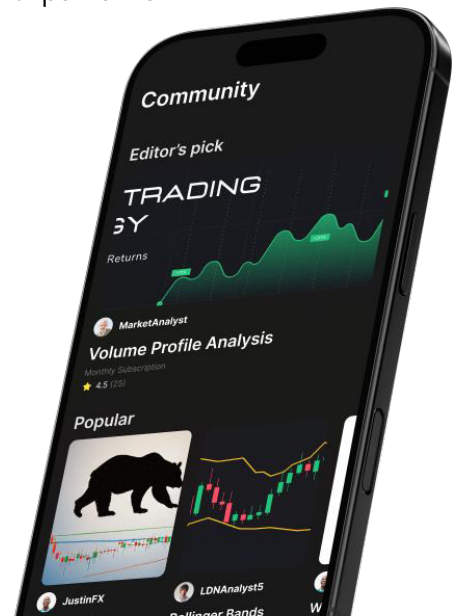 Community
Editor's pick
TRADING
GY
Returns
MarketAnalyst
Volume Profile Analysis
Monthly Subscription
4.5 (25)
Popular
JustinFX
LDNAnalyst5
Bollinger Bands